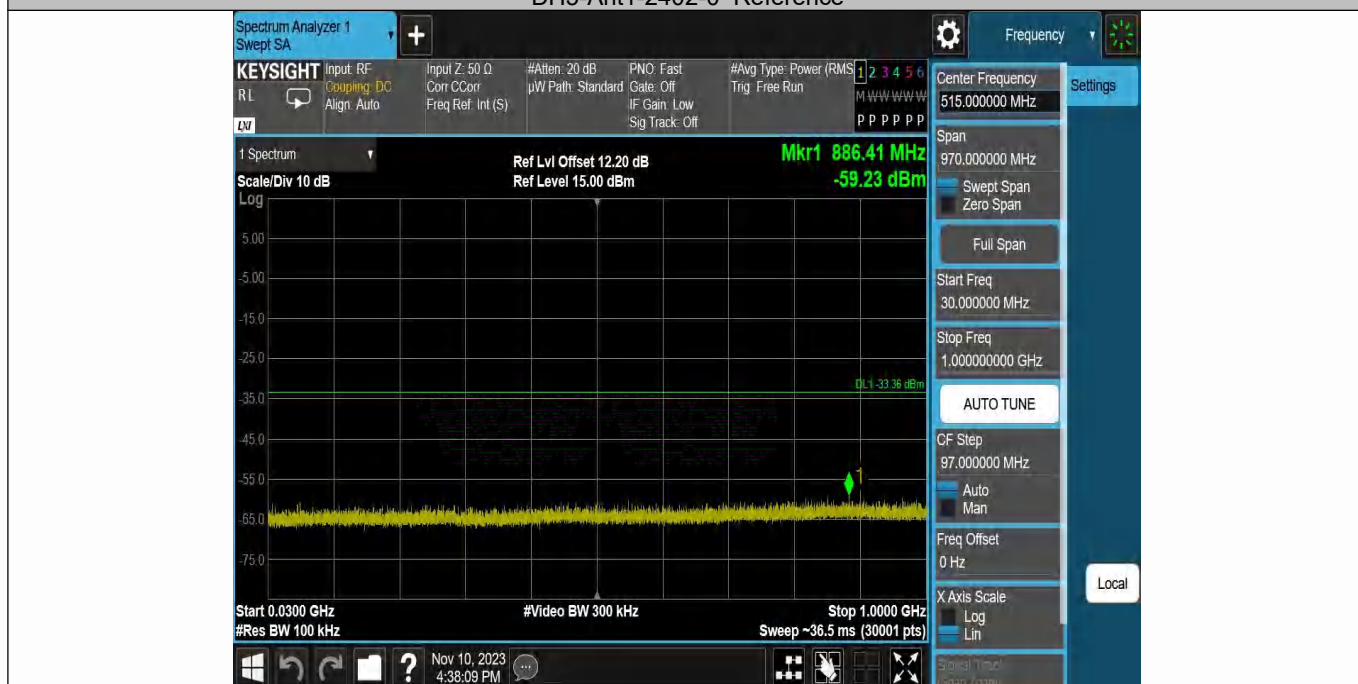 DH5-Ant1-2402-0~Reference
Spectrum Analyzer 1
Swept SA
Frequency
KEYSIGHT
R L
LXI
Input: RF
Coupling: DC
Align: Auto
Input Z: 50 Ω
Corr CCorr
Freq Ref: Int (S)
#Atten: 20 dB
µW Path: Standard
PNO: Fast
Gate: Off
IF Gain: Low
Sig Track: Off
#Avg Type: Power (RMS
Trig: Free Run
1 2 3 4 5 6
M W W W W W
P P P P P P
1 Spectrum
Scale/Div 10 dB
Ref Lvl Offset 12.20 dB
Ref Level 15.00 dBm
Mkr1 886.41 MHz
-59.23 dBm
Log
5.00
-5.00
-15.0
-25.0
DL1 -33.36 dBm
-35.0
-45.0
-55.0
1
-65.0
-75.0
Start 0.0300 GHz
#Res BW 100 kHz
#Video BW 300 kHz
Stop 1.0000 GHz
Sweep ~36.5 ms (30001 pts)
Nov 10, 2023
4:38:09 PM
Center Frequency
515.000000 MHz
Settings
Span
970.000000 MHz
Swept Span
Zero Span
Full Span
Start Freq
30.000000 MHz
Stop Freq
1.000000000 GHz
AUTO TUNE
CF Step
97.000000 MHz
Auto
Man
Freq Offset
0 Hz
X Axis Scale
Log
Lin
Local